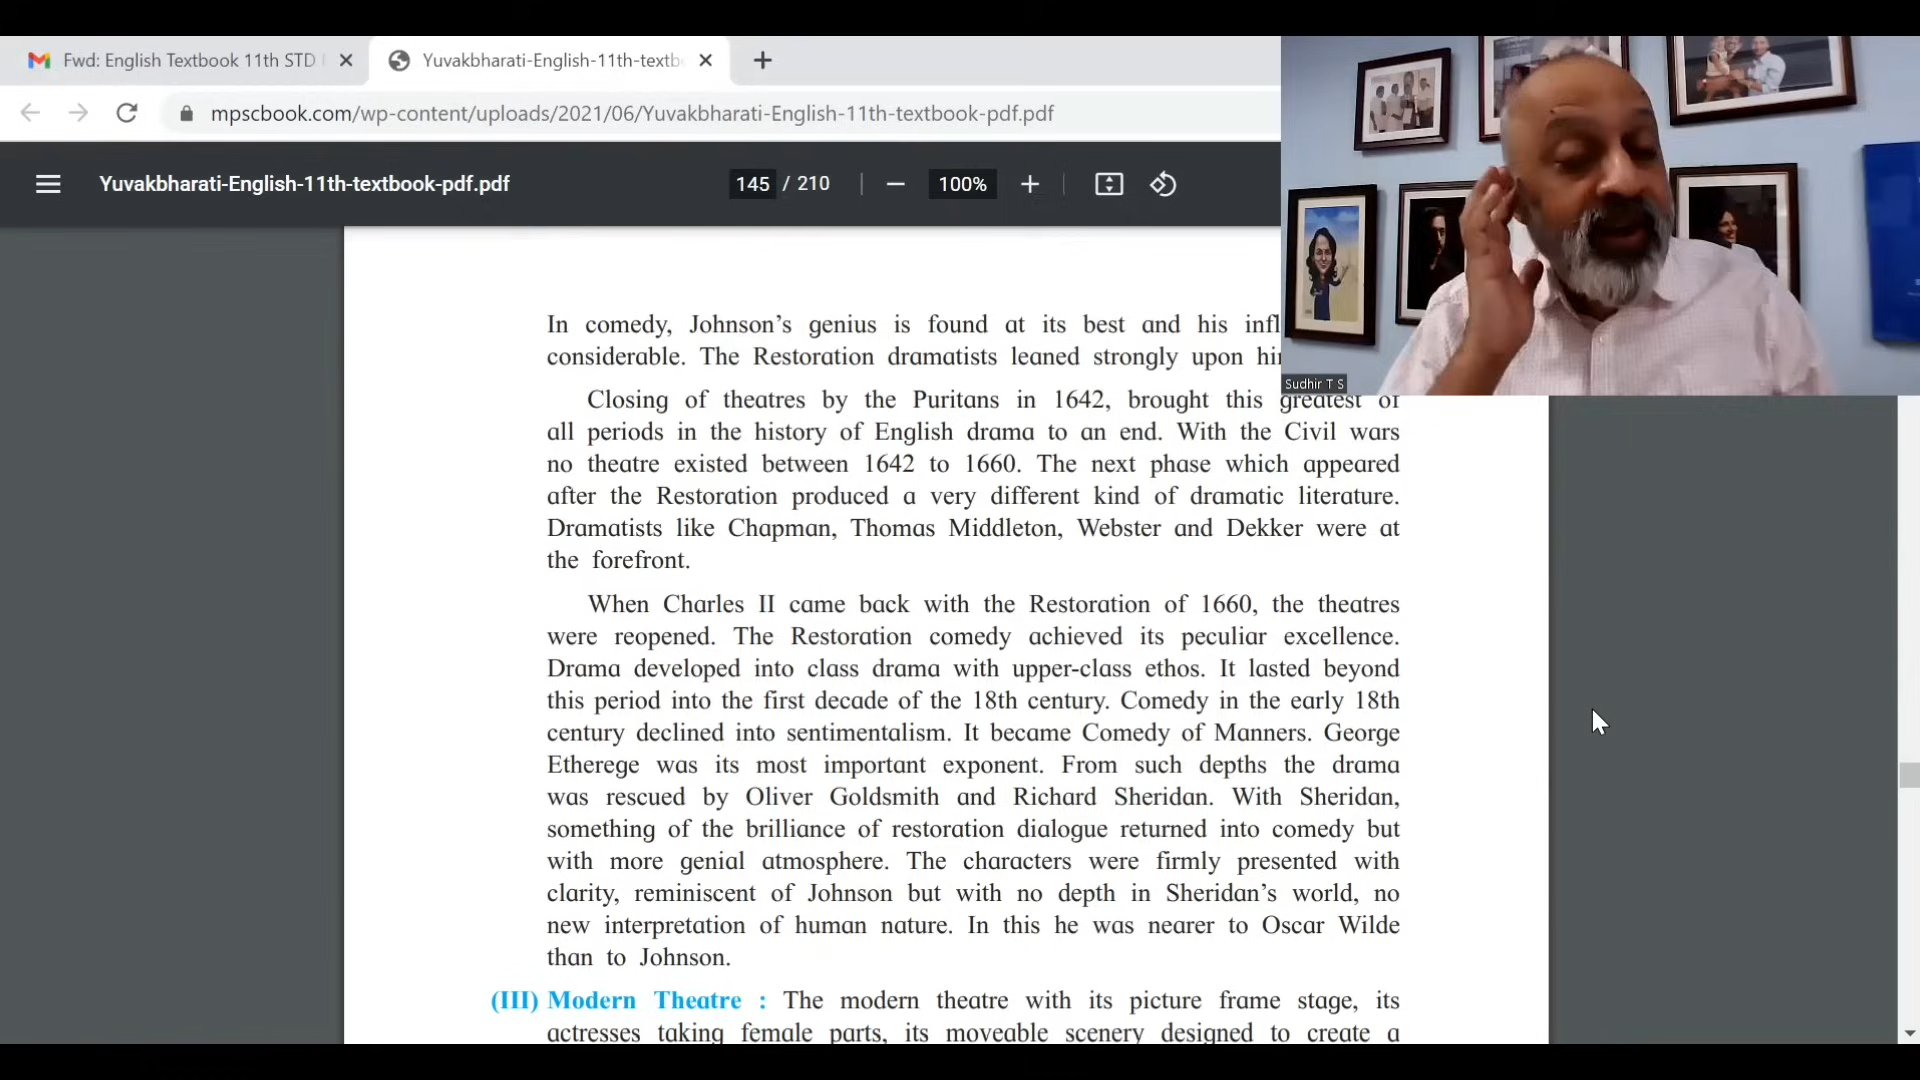 Fwd: English Textbook 11th STD
Yuvakbharati-English-11th-textb
mpscbook.com/wp-content/uploads/2021/06/Yuvakbharati-English-11th-textbook-pdf.pdf
Yuvakbharati-English-11th-textbook-pdf.pdf
145 / 210
100%
In comedy, Johnson's genius is found at its best and his infl
considerable. The Restoration dramatists leaned strongly upon hi
Sudhir T S
Closing of theatres by the Puritans in 1642, brought this greatest of
all periods in the history of English drama to an end. With the Civil wars
no theatre existed between 1642 to 1660. The next phase which appeared
after the Restoration produced a very different kind of dramatic literature.
Dramatists like Chapman, Thomas Middleton, Webster and Dekker were at
the forefront.
When Charles II came back with the Restoration of 1660, the theatres
were reopened. The Restoration comedy achieved its peculiar excellence.
Drama developed into class drama with upper-class ethos. It lasted beyond
this period into the first decade of the 18th century. Comedy in the early 18th
century declined into sentimentalism. It became Comedy of Manners. George
Etherege was its most important exponent. From such depths the drama
was rescued by Oliver Goldsmith and Richard Sheridan. With Sheridan,
something of the brilliance of restoration dialogue returned into comedy but
with more genial atmosphere. The characters were firmly presented with
clarity, reminiscent of Johnson but with no depth in Sheridan's world, no
new interpretation of human nature. In this he was nearer to Oscar Wilde
than to Johnson.
(III) Modern Theatre : The modern theatre with its picture frame stage, its
actresses taking female parts, its moveable scenery designed to create a